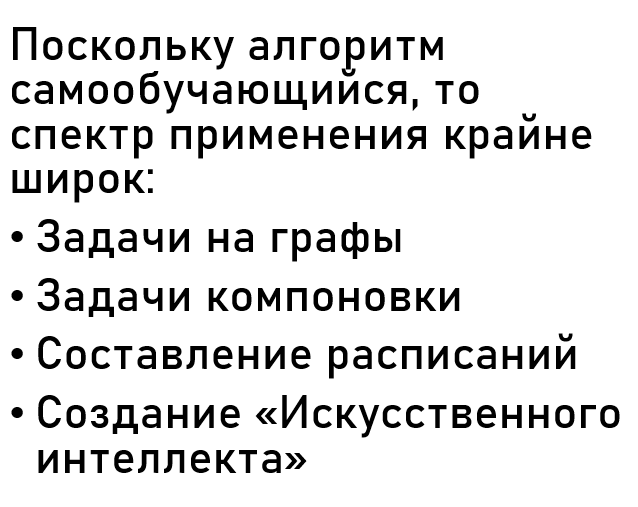 Поскольку алгоритм
самообучающийся, то
спектр применения крайне
широк:
• Задачи на графы
• Задачи компоновки
• Составление расписаний
• Создание «Искусственного
интеллекта»